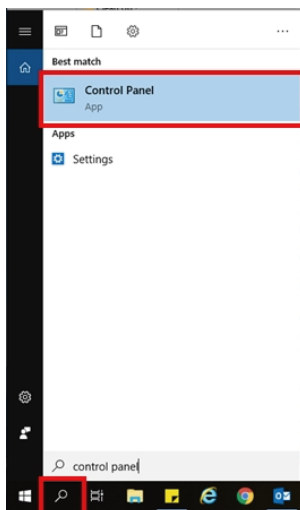 Best match
Control Panel
App
Apps
Settings
control panel